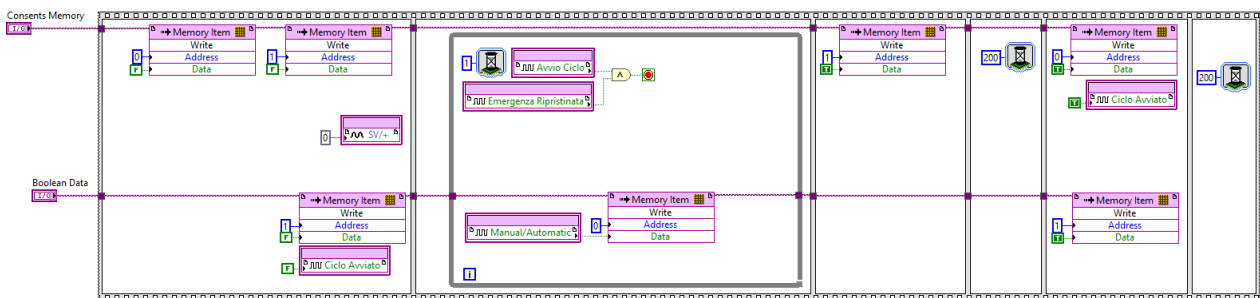 Consents Memory
I/O
Memory Item
Write
0 Address
F Data
Memory Item
Write
1 Address
F Data
0 SV/+
Boolean Data
I/O
Memory Item
Write
1 Address
F Data
F Ciclo Avviato
1
Avvio Ciclo
Emergenza Ripristinata
Manual/Automatic
Memory Item
Write
0 Address
Data
i
Memory Item
Write
1 Address
T Data
200
Memory Item
Write
0 Address
T Data
T Ciclo Avviato
Memory Item
Write
1 Address
T Data
200